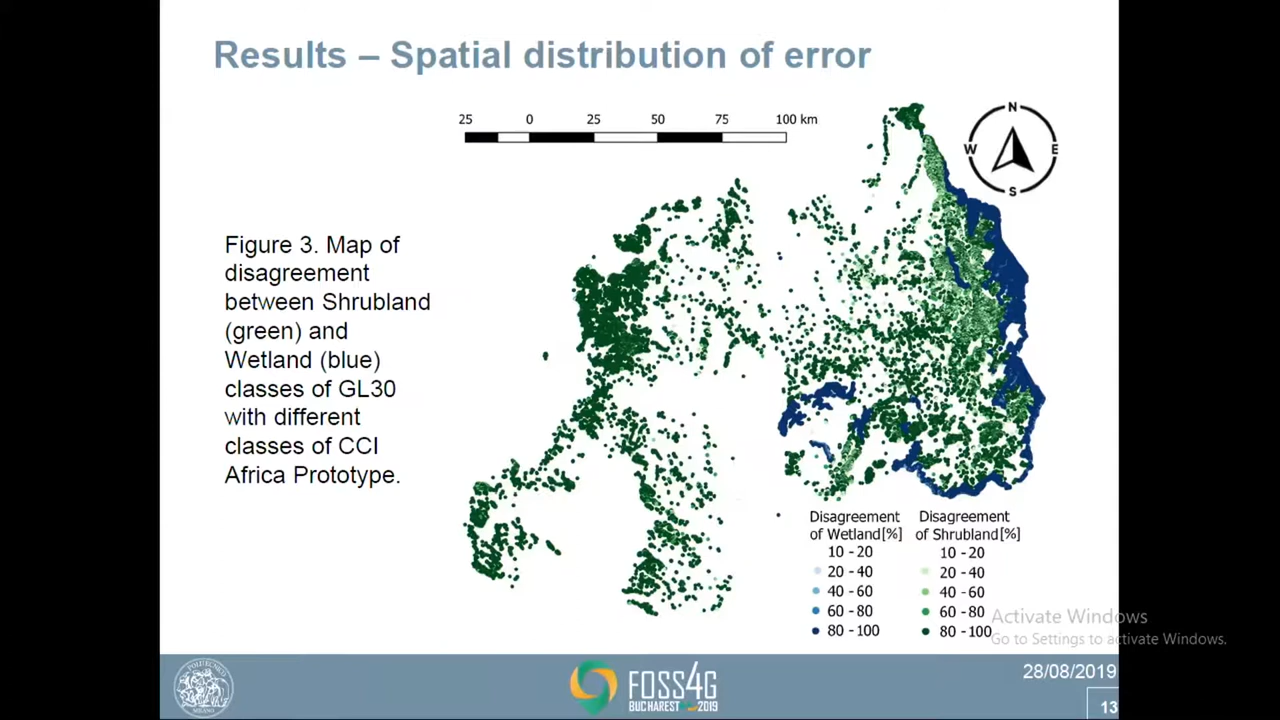 Results – Spatial distribution of error
25 0 25 50 75 100 km
N
W E
S
Figure 3. Map of
disagreement
between Shrubland
(green) and
Wetland (blue)
classes of GL30
with different
classes of CCI
Africa Prototype.
Disagreement Disagreement
of Wetland[%] of Shrubland[%]
10 - 20 10 - 20
20 - 40 20 - 40
40 - 60 40 - 60
60 - 80 60 - 80
80 - 100 80 - 100
Activate Windows
Go to Settings to activate Windows.
POLITECNICO
MILANO
FOSS4G
BUCHAREST 2019
28/08/2019
13